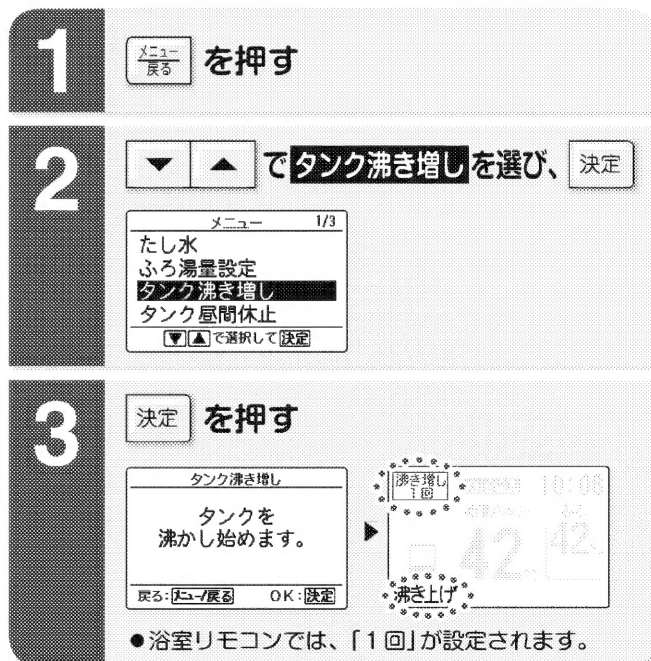 1
メニュー
戻る を押す
2
▼ ▲ でタンク沸き増しを選び、 決定
メニュー 1/3
たし水
ふろ湯量設定
タンク沸き増し
タンク昼間休止
▼▲で選択して決定
3
決定 を押す
タンク沸き増し
タンクを
沸かし始めます。
戻る:メニュー/戻る OK:決定
沸き増し
1回
10:08
ふろ
42
42
沸き上げ
●浴室リモコンでは、「1回」が設定されます。